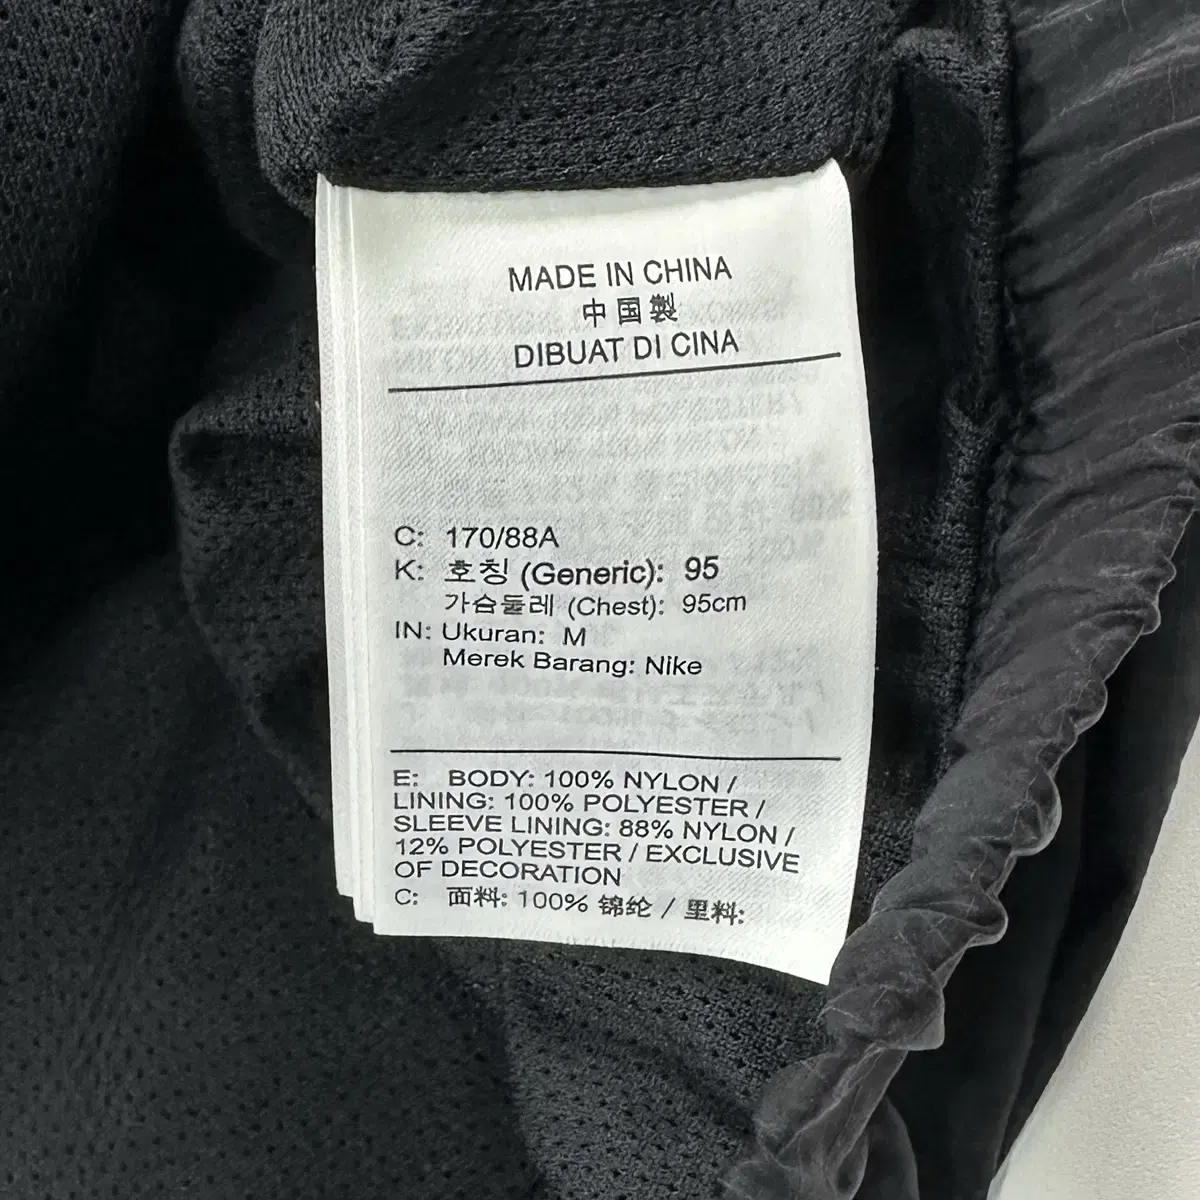 MADE IN CHINA
中国製
DIBUAT DI CINA
C: 170/88A
K: 호칭 (Generic): 95
가슴둘레 (Chest): 95cm
IN: Ukuran: M
Merek Barang: Nike
E: BODY: 100% NYLON /
LINING: 100% POLYESTER /
SLEEVE LINING: 88% NYLON /
12% POLYESTER / EXCLUSIVE
OF DECORATION
C: 面料: 100% 锦纶 / 里料: